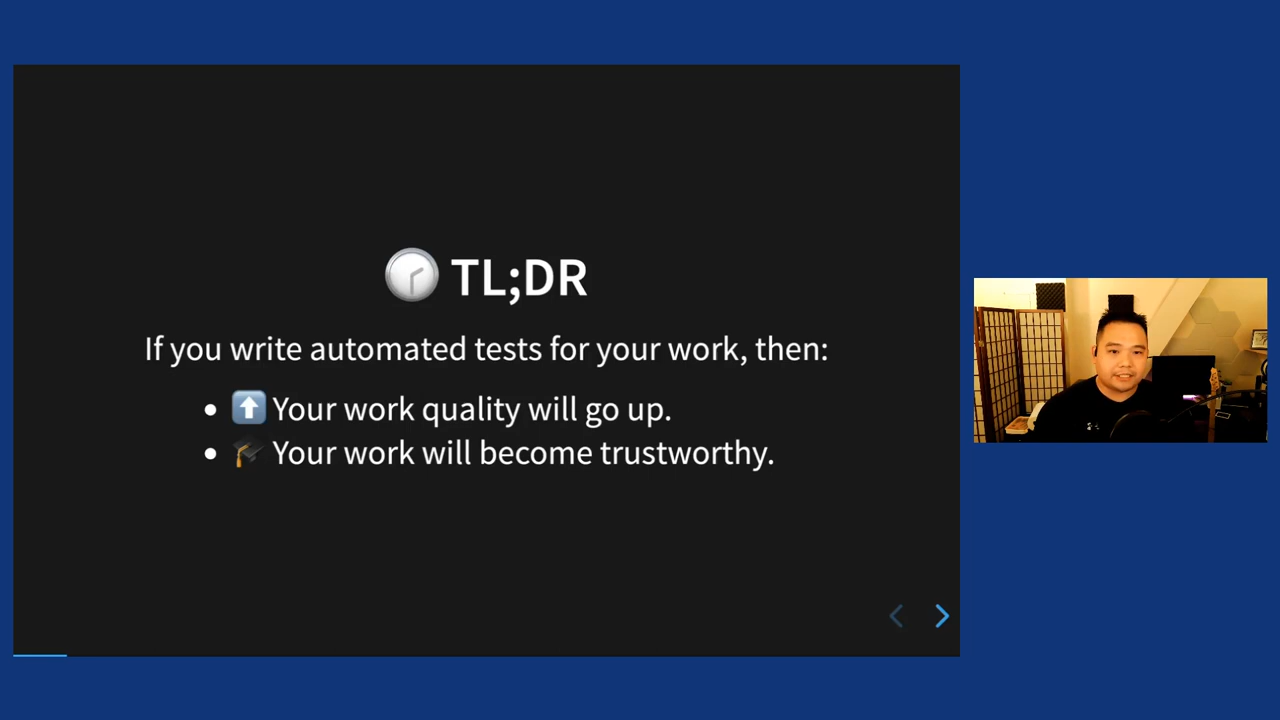 TL;DR
If you write automated tests for your work, then:
Your work quality will go up.
Your work will become trustworthy.